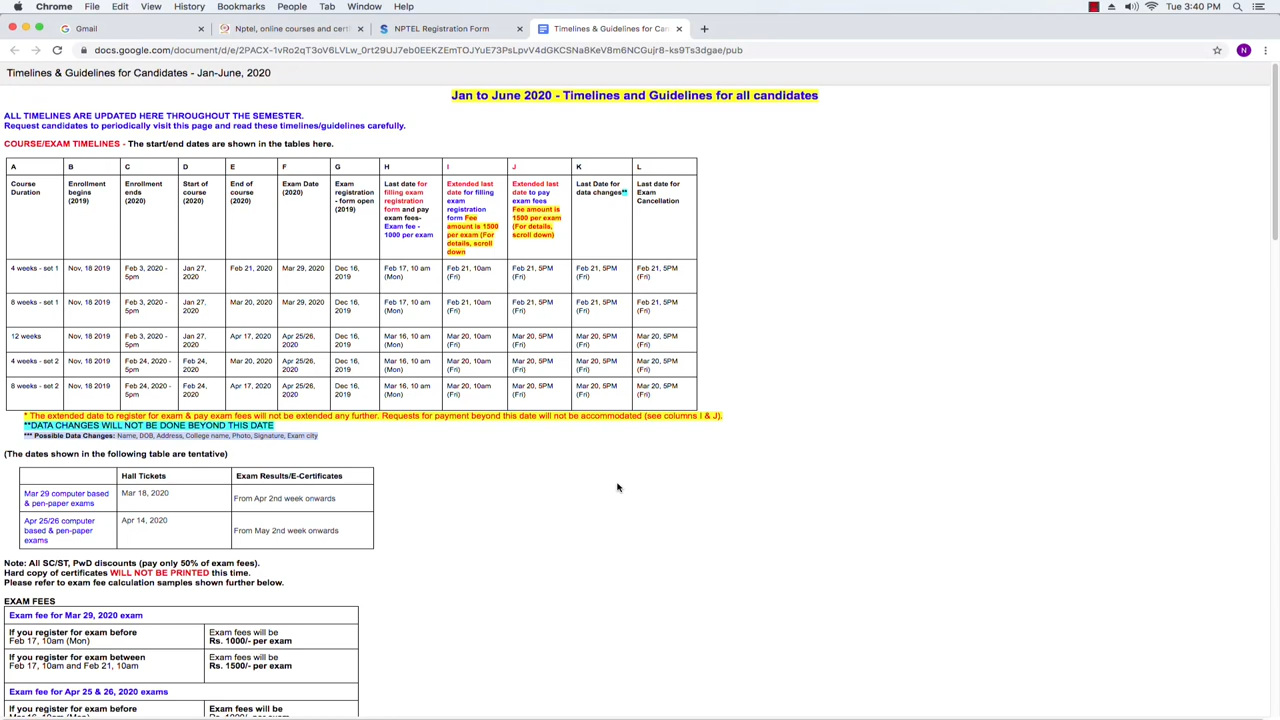 Chrome File Edit View History Bookmarks People Tab Window Help Tue 3:40 PM
Gmail Nptel, online courses and certi NPTEL Registration Form Timelines & Guidelines for Can
docs.google.com/document/d/e/2PACX-1vRo2qT3oV6LVLw_0rt29UJ7eb0EEKZEmTOJYuE73PsLpvV4dGKCSNa8KeV8m6NCGujr8-ks9Ts3dgae/pub N
Timelines & Guidelines for Candidates - Jan-June, 2020
Jan to June 2020 - Timelines and Guidelines for all candidates
ALL TIMELINES ARE UPDATED HERE THROUGHOUT THE SEMESTER.
Request candidates to periodically visit this page and read these timelines/guidelines carefully.
COURSE/EXAM TIMELINES - The start/end dates are shown in the tables here.
A B C D E F G H I J K L
Course Duration
Enrollment begins (2019)
Enrollment ends (2020)
Start of course (2020)
End of course (2020)
Exam Date (2020)
Exam registration - form open (2019)
Last date for filling exam registration form and pay exam fees- Exam fee - 1000 per exam
Extended last date for filling exam registration form Fee amount is 1500 per exam (For details, scroll down
Extended last date to pay exam fees Fee amount is 1500 per exam (For details, scroll down)
Last Date for data changes**
Last date for Exam Cancellation
4 weeks - set 1 Nov, 18 2019 Feb 3, 2020 - 5pm Jan 27, 2020 Feb 21, 2020 Mar 29, 2020 Dec 16, 2019 Feb 17, 10 am (Mon) Feb 21, 10am (Fri) Feb 21, 5PM (Fri) Feb 21, 5PM (Fri) Feb 21, 5PM (Fri)
8 weeks - set 1 Nov, 18 2019 Feb 3, 2020 - 5pm Jan 27, 2020 Mar 20, 2020 Mar 29, 2020 Dec 16, 2019 Feb 17, 10 am (Mon) Feb 21, 10am (Fri) Feb 21, 5PM (Fri) Feb 21, 5PM (Fri) Feb 21, 5PM (Fri)
12 weeks Nov, 18 2019 Feb 3, 2020 - 5pm Jan 27, 2020 Apr 17, 2020 Apr 25/26, 2020 Dec 16, 2019 Mar 16, 10 am (Mon) Mar 20, 10am (Fri) Mar 20, 5PM (Fri) Mar 20, 5PM (Fri) Mar 20, 5PM (Fri)
4 weeks - set 2 Nov, 18 2019 Feb 24, 2020 - 5pm Feb 24, 2020 Mar 20, 2020 Apr 25/26, 2020 Dec 16, 2019 Mar 16, 10 am (Mon) Mar 20, 10am (Fri) Mar 20, 5PM (Fri) Mar 20, 5PM (Fri) Mar 20, 5PM (Fri)
8 weeks - set 2 Nov, 18 2019 Feb 24, 2020 - 5pm Feb 24, 2020 Apr 17, 2020 Apr 25/26, 2020 Dec 16, 2019 Mar 16, 10 am (Mon) Mar 20, 10am (Fri) Mar 20, 5PM (Fri) Mar 20, 5PM (Fri) Mar 20, 5PM (Fri)
* The extended date to register for exam & pay exam fees will not be extended any further. Requests for payment beyond this date will not be accommodated (see columns I & J).
**DATA CHANGES WILL NOT BE DONE BEYOND THIS DATE
*** Possible Data Changes: Name, DOB, Address, College name, Photo, Signature, Exam city
(The dates shown in the following table are tentative)
Hall Tickets Exam Results/E-Certificates
Mar 29 computer based & pen-paper exams Mar 18, 2020 From Apr 2nd week onwards
Apr 25/26 computer based & pen-paper exams Apr 14, 2020 From May 2nd week onwards
Note: All SC/ST, PwD discounts (pay only 50% of exam fees).
Hard copy of certificates WILL NOT BE PRINTED this time.
Please refer to exam fee calculation samples shown further below.
EXAM FEES
Exam fee for Mar 29, 2020 exam
If you register for exam before Exam fees will be
Feb 17, 10am (Mon) Rs. 1000/- per exam
If you register for exam between Exam fees will be
Feb 17, 10am and Feb 21, 10am Rs. 1500/- per exam
Exam fee for Apr 25 & 26, 2020 exams
If you register for exam before Exam fees will be